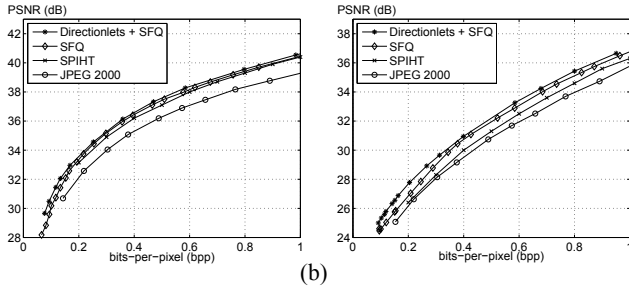 PSNR (dB)
42
40
38
36
34
32
30
28
0
0.2
0.4
0.6
0.8
1
bits-per-pixel (bpp)
Directionlets + SFQ
SFQ
SPIHT
JPEG 2000
PSNR (dB)
38
36
34
32
30
28
26
24
0
0.2
0.4
0.6
0.8
1
bits-per-pixel (bpp)
Directionlets + SFQ
SFQ
SPIHT
JPEG 2000
(b)